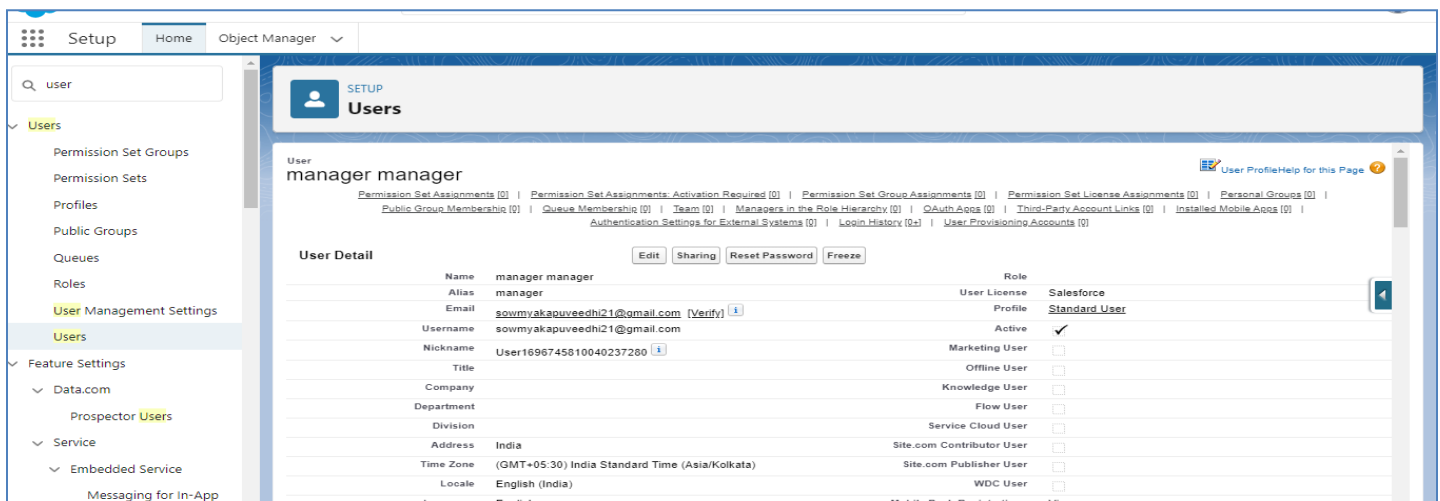 Setup Home Object Manager
user
Users
Permission Set Groups
Permission Sets
Profiles
Public Groups
Queues
Roles
User Management Settings
Users
Feature Settings
Data.com
Prospector Users
Service
Embedded Service
Messaging for In-App
SETUP
Users
User
manager manager
User Profile Help for this Page
Permission Set Assignments [0] | Permission Set Assignments: Activation Required [0] | Permission Set Group Assignments [0] | Permission Set License Assignments [0] | Personal Groups [0] |
Public Group Membership [0] | Queue Membership [0] | Team [0] | Managers in the Role Hierarchy [0] | OAuth Apps [0] | Third-Party Account Links [0] | Installed Mobile Apps [0] |
Authentication Settings for External Systems [0] | Login History [0+] | User Provisioning Accounts [0]
User Detail Edit Sharing Reset Password Freeze
Name manager manager Role
Alias manager User License Salesforce
Email sowmyakapuveedhi21@gmail.com [Verify] i Profile Standard User
Username sowmyakapuveedhi21@gmail.com Active
Nickname User1696745810040237280 i Marketing User
Title Offline User
Company Knowledge User
Department Flow User
Division Service Cloud User
Address India Site.com Contributor User
Time Zone (GMT+05:30) India Standard Time (Asia/Kolkata) Site.com Publisher User
Locale English (India) WDC User